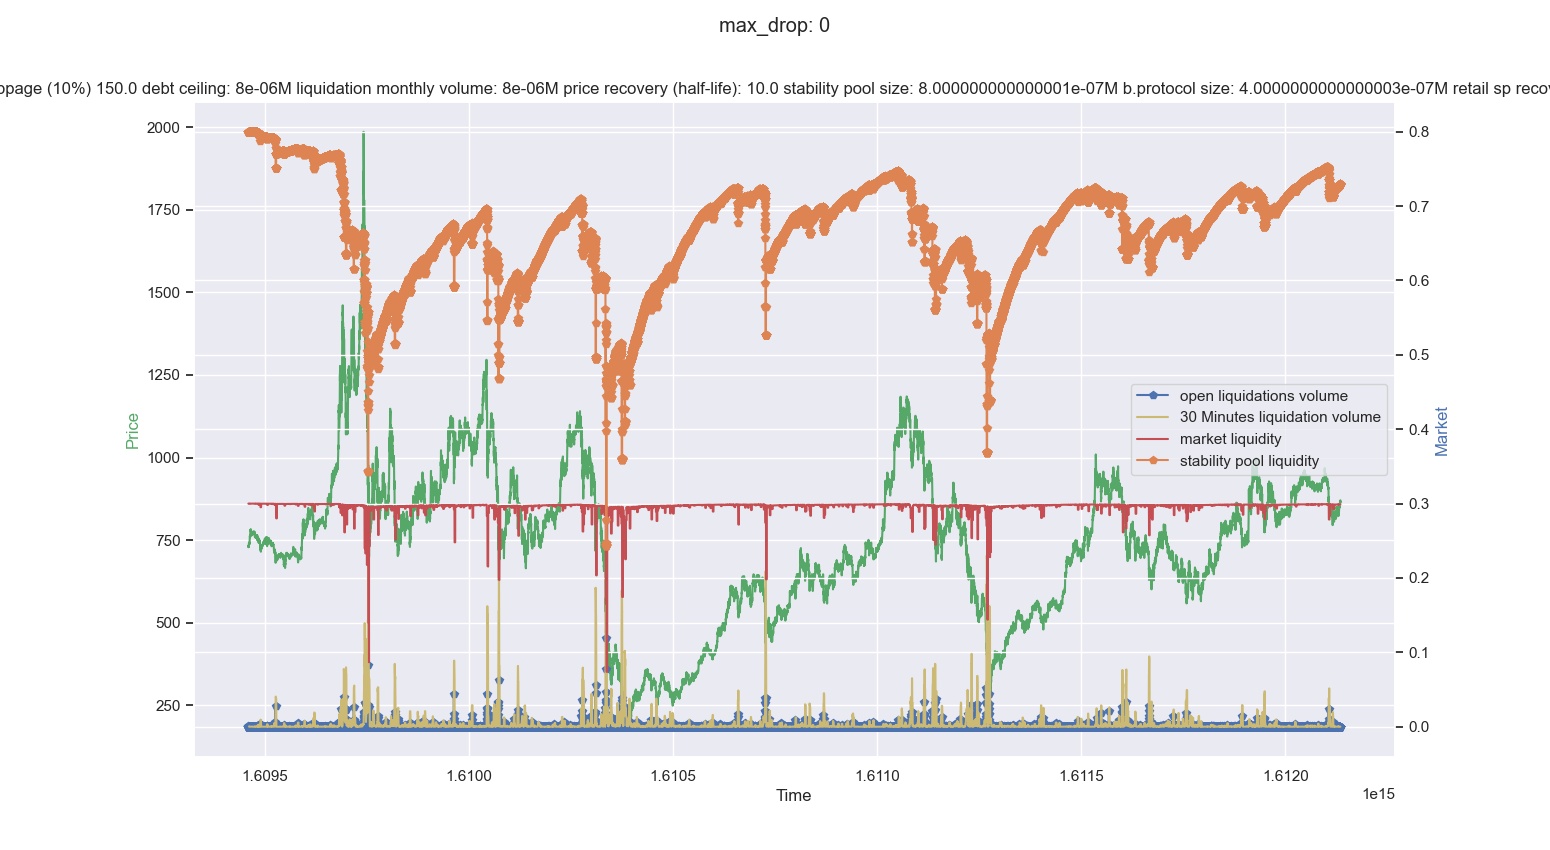 max_drop: 0
opage (10%) 150.0 debt ceiling: 8e-06M liquidation monthly volume: 8e-06M price recovery (half-life): 10.0 stability pool size: 8.000000000000001e-07M b.protocol size: 4.0000000000000003e-07M retail sp recov
2000
1750
1500
1250
1000
750
500
250
Price
0.8
0.7
0.6
0.5
0.4
0.3
0.2
0.1
0.0
Market
open liquidations volume
30 Minutes liquidation volume
market liquidity
stability pool liquidity
1.6095 1.6100 1.6105 1.6110 1.6115 1.6120
Time
1e15